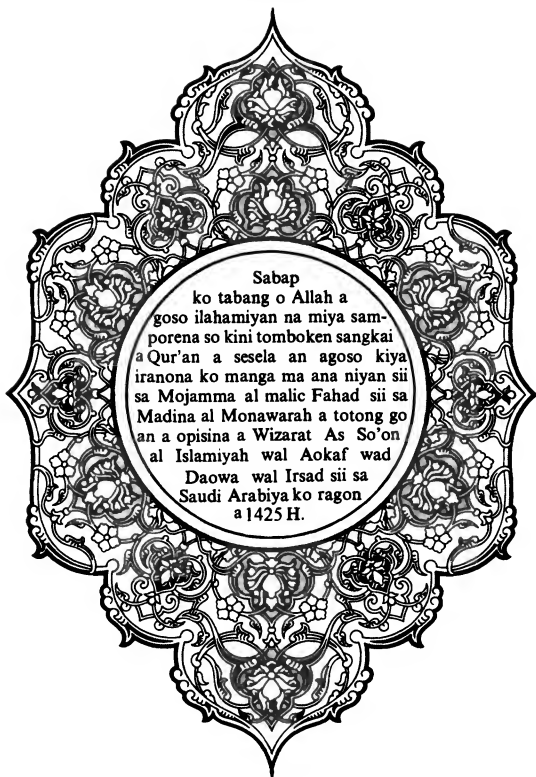 Sabap
ko tabang o Allah a
goso ilahamiyan na miya sam-
porena so kini tomboken sangkai
a Qur'an a sesela an agoso kiya
iranona ko manga ma ana niyan sii
sa Mojamma al malic Fahad sii sa
Madina al Monawarah a totong go
an a opisina a Wizarat As So'on
al Islamiyah wal Aokaf wad
Daowa wal Irsad sii sa
Saudi Arabiya ko ragon
a 1425 H.